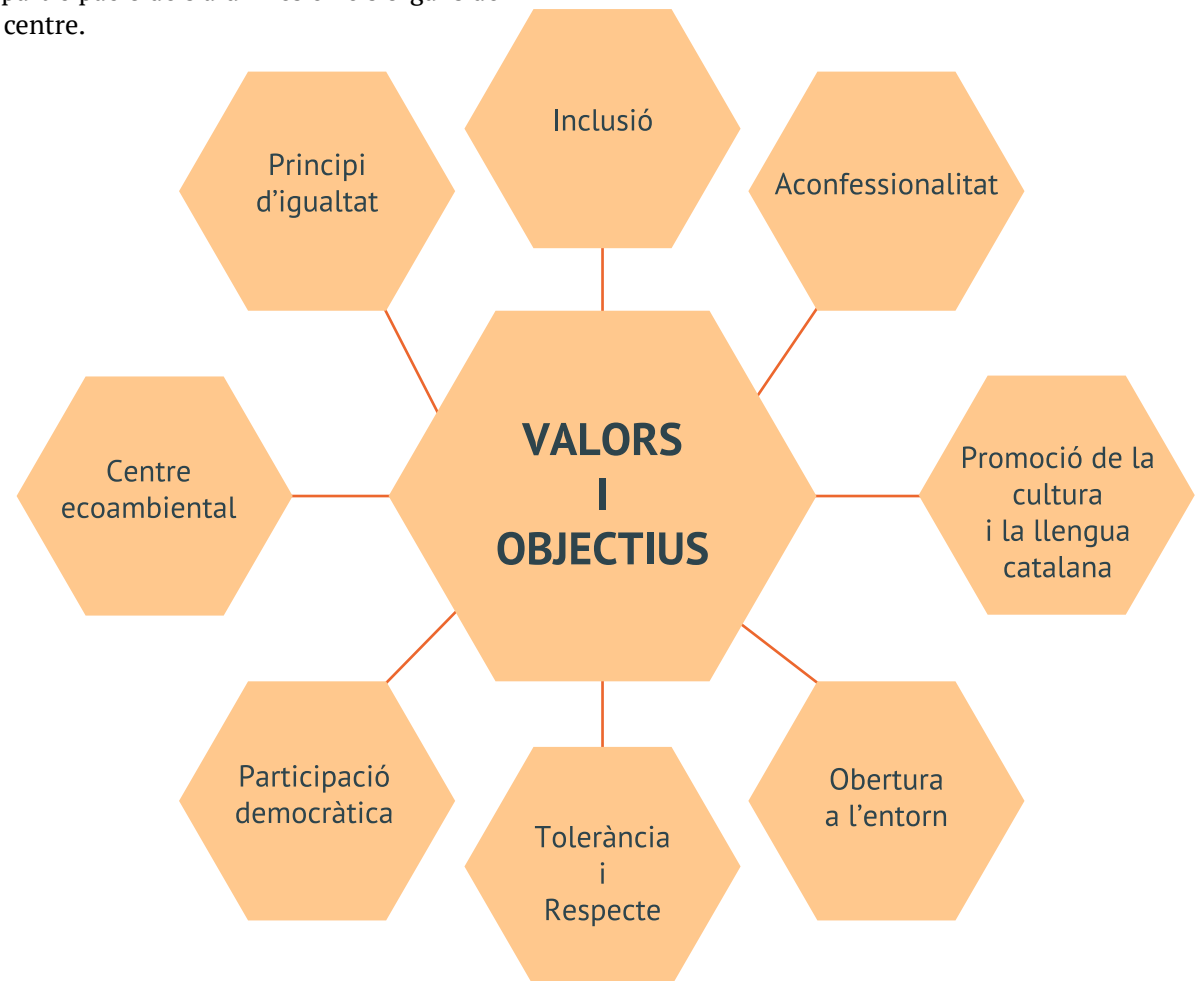 centre.
Inclusió
Principi
d'igualtat
Aconfessionalitat
VALORS
I
OBJECTIUS
Centre
ecoambiental
Promoció de la
cultura
i la llengua
catalana
Participació
democràtica
Obertura
a l'entorn
Tolerància
i
Respecte